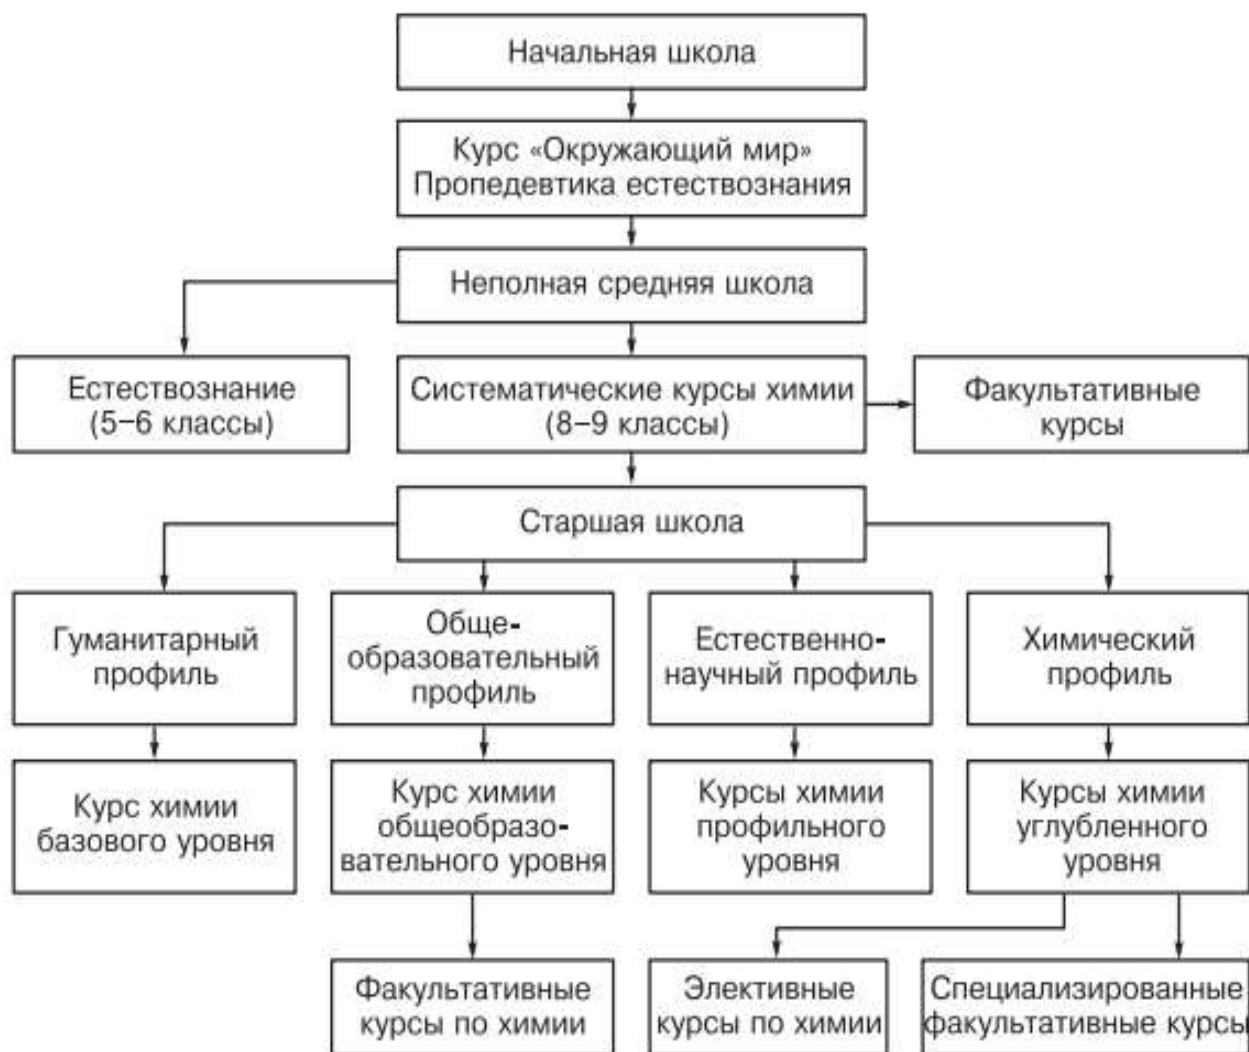 Начальная школа
Курс «Окружающий мир»
Пропедевтика естествознания
Неполная средняя школа
Естествознание
(5–6 классы)
Систематические курсы химии
(8–9 классы)
Факультативные
курсы
Старшая школа
Гуманитарный
профиль
Обще-
образовательный
профиль
Естественно-
научный профиль
Химический
профиль
Курс химии
базового уровня
Курс химии
общеобразо-
вательного уровня
Курсы химии
профильного
уровня
Курсы химии
углубленного
уровня
Факультативные
курсы по химии
Элективные
курсы по химии
Специализированные
факультативные курсы